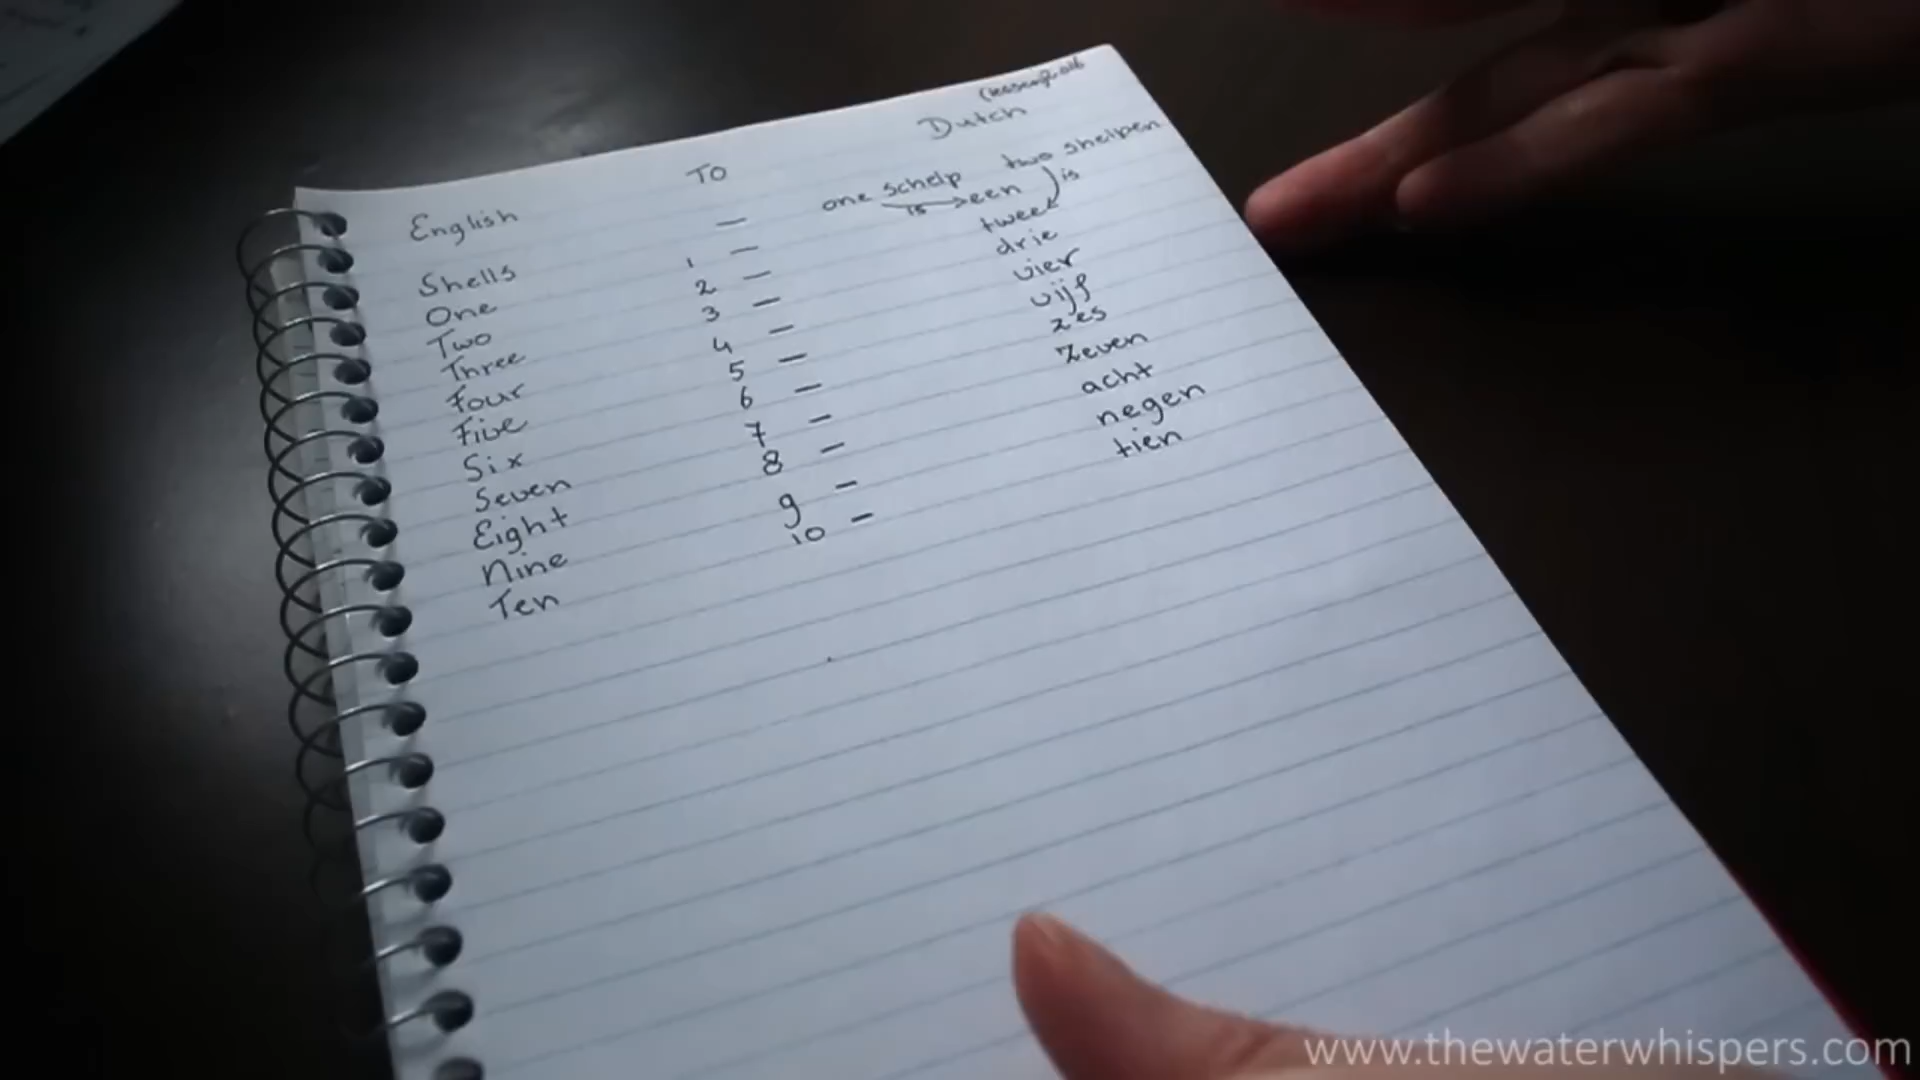 Dutch
English TO
Shells - one schelp two shelpen
One 1 - is een is
Two 2 - twee
Three 3 - drie
Four 4 - vier
Five 5 - vijf
Six 6 - zes
Seven 7 - Zeven
Eight 8 - acht
Nine 9 - negen
Ten 10 - tien
www.thewaterwhispers.com